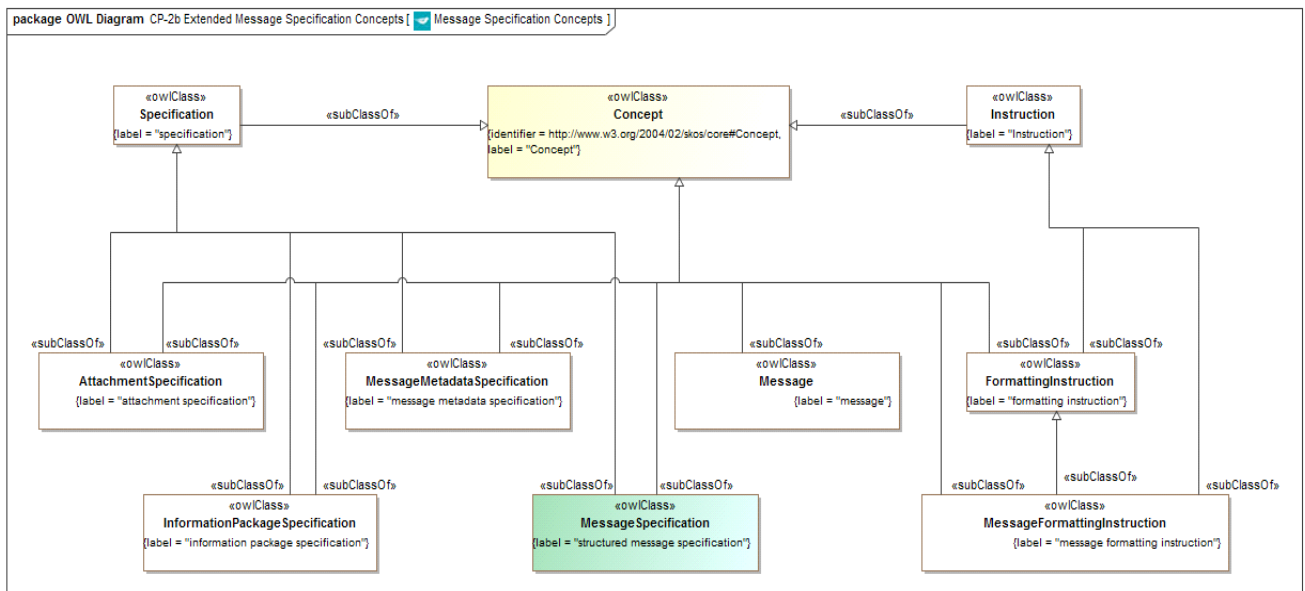 package OWL Diagram CP-2b Extended Message Specification Concepts [ Message Specification Concepts ]
«owlClass»
Specification
{label = "specification"}
«subClassOf»
«owlClass»
Concept
{identifier = http://www.w3.org/2004/02/skos/core#Concept,
label = "Concept"}
«subClassOf»
«owlClass»
Instruction
{label = "Instruction"}
«subClassOf»
«subClassOf»
«owlClass»
AttachmentSpecification
{label = "attachment specification"}
«subClassOf»
«subClassOf»
«owlClass»
MessageMetadataSpecification
{label = "message metadata specification"}
«subClassOf»
«owlClass»
Message
{label = "message"}
«subClassOf»
«subClassOf»
«owlClass»
FormattingInstruction
{label = "formatting instruction"}
«subClassOf»
«subClassOf»
«owlClass»
InformationPackageSpecification
{label = "information package specification"}
«subClassOf»
«subClassOf»
«owlClass»
MessageSpecification
{label = "structured message specification"}
«subClassOf»
«subClassOf»
«subClassOf»
«owlClass»
MessageFormattingInstruction
{label = "message formatting instruction"}